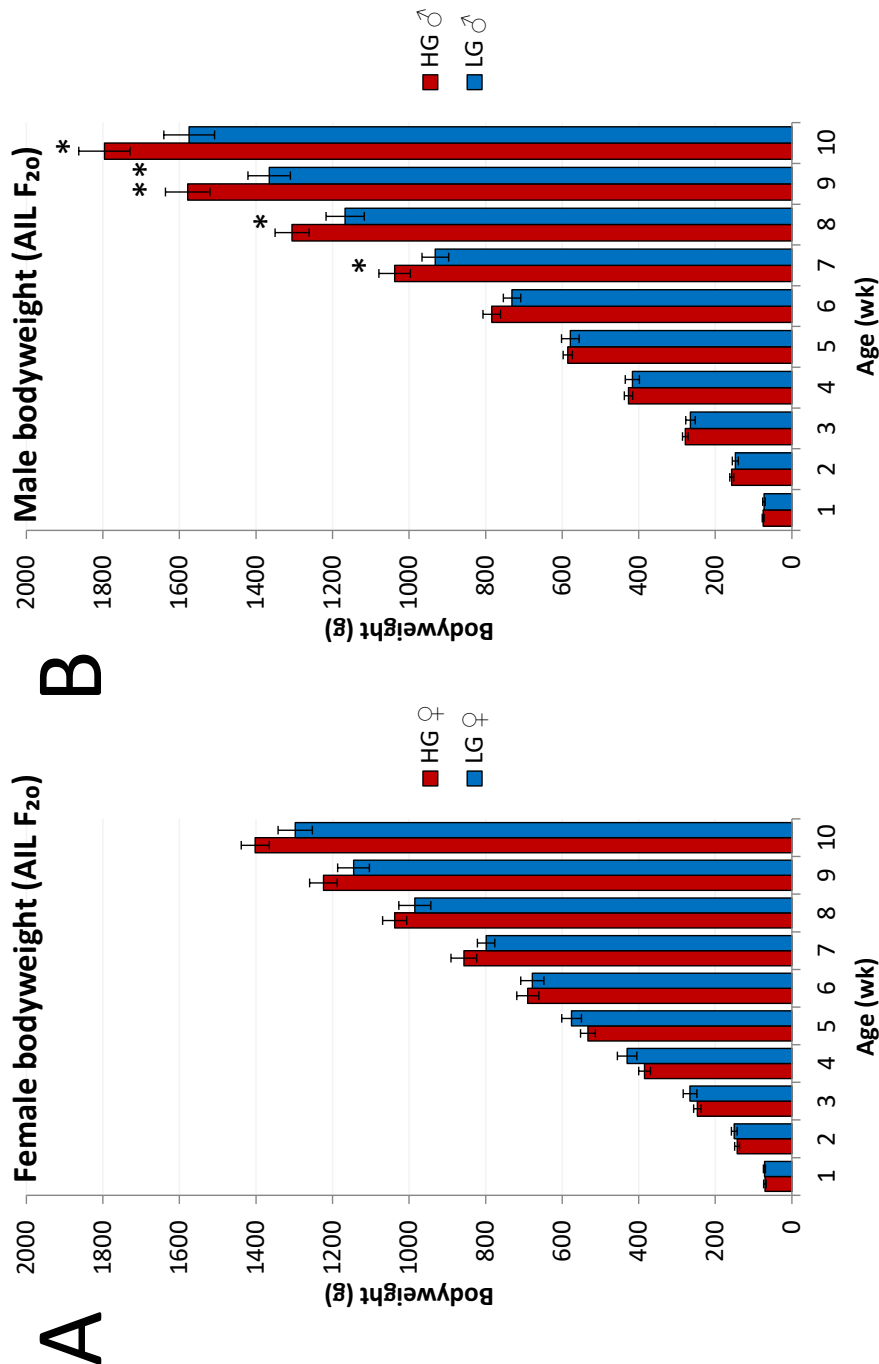 A
Female bodyweight (AIL F₂₀)
Bodyweight (g)
2000
1800
1600
1400
1200
1000
800
600
400
200
0
1 2 3 4 5 6 7 8 9 10
Age (wk)
HG ♀
LG ♀
B
Male bodyweight (AIL F₂₀)
Bodyweight (g)
2000
1800
1600
1400
1200
1000
800
600
400
200
0
*
*
* *
*
1 2 3 4 5 6 7 8 9 10
Age (wk)
HG ♂
LG ♂